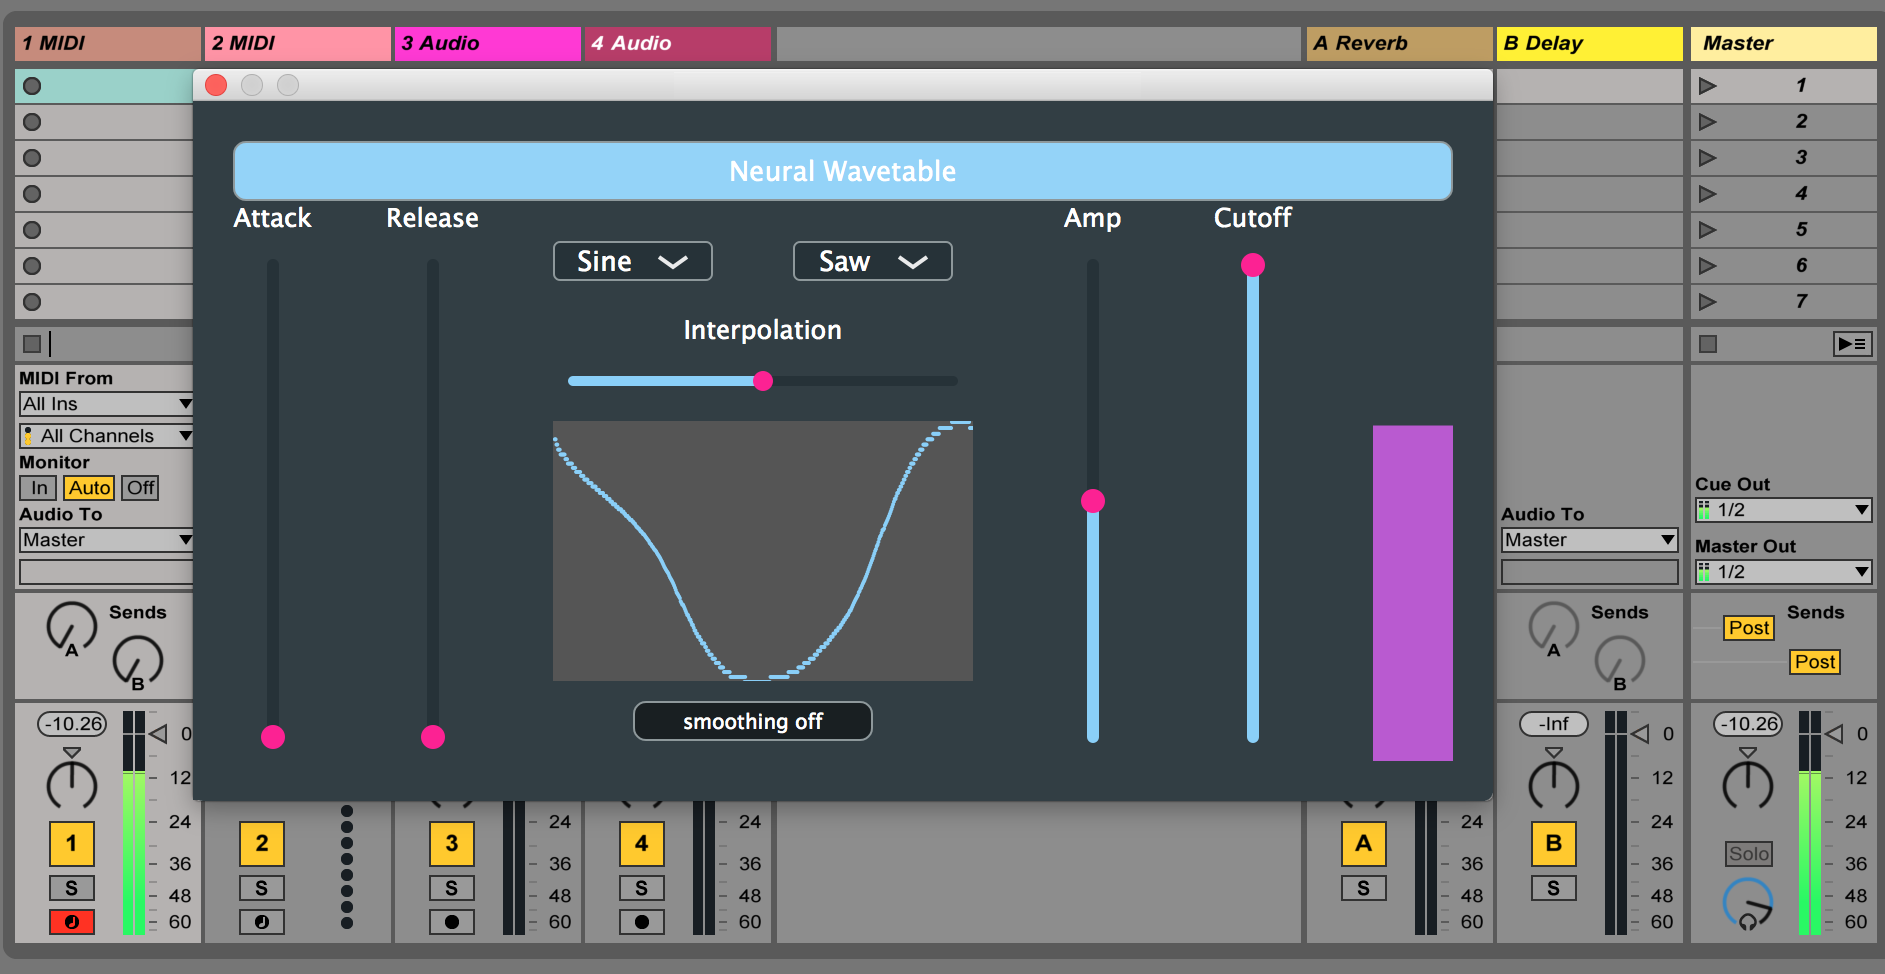 1 MIDI
2 MIDI
3 Audio
4 Audio
A Reverb
B Delay
Master
1
2
3
4
5
6
7
Neural Wavetable
Attack
Release
Sine
Saw
Interpolation
Amp
Cutoff
smoothing off
MIDI From
All Ins
All Channels
Monitor
In Auto Off
Audio To
Master
Sends
A
B
-10.26
0
12
24
36
48
60
1
S
2
S
3
S
24
36
48
60
4
S
24
36
48
60
A
S
24
36
48
60
Audio To
Master
Sends
A
B
-Inf
0
12
24
36
48
60
B
S
Cue Out
1/2
Master Out
1/2
Sends
Post
Post
-10.26
0
12
24
36
48
60
Solo